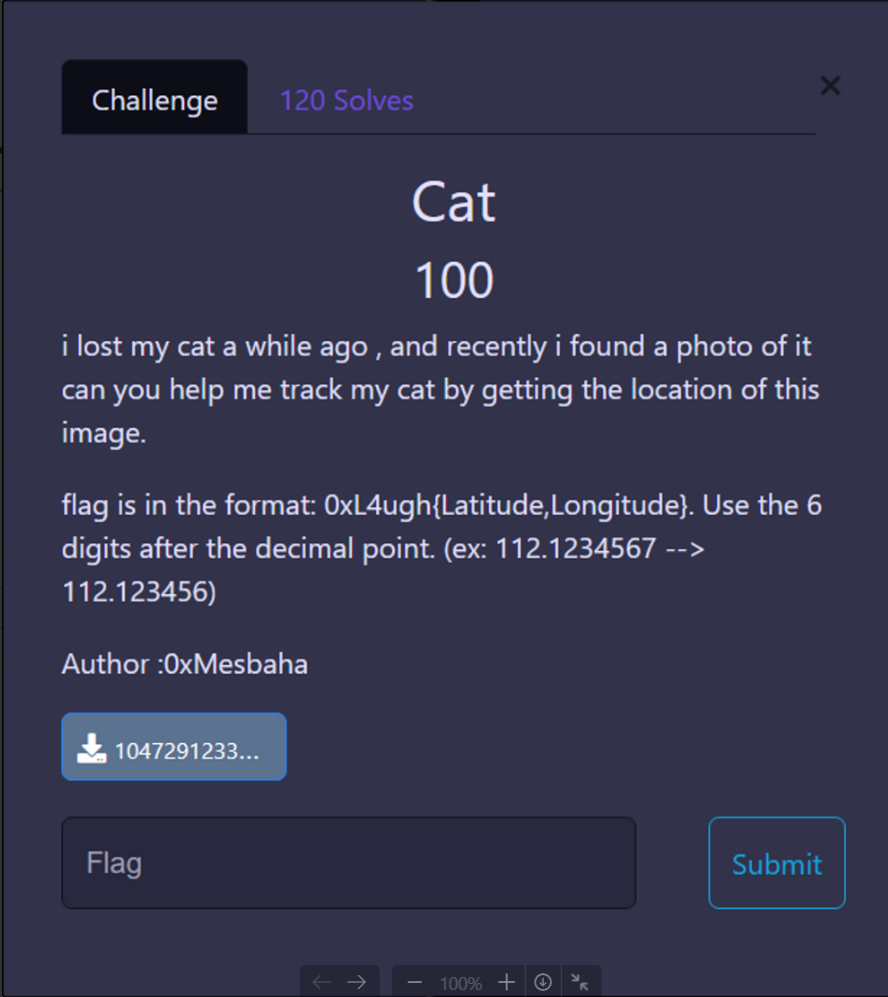 Challenge
120 Solves
×
Cat
100
i lost my cat a while ago , and recently i found a photo of it
can you help me track my cat by getting the location of this
image.
flag is in the format: 0xL4ugh{Latitude,Longitude}. Use the 6
digits after the decimal point. (ex: 112.1234567 -->
112.123456)
Author :0xMesbaha
1047291233...
Flag
Submit
100%